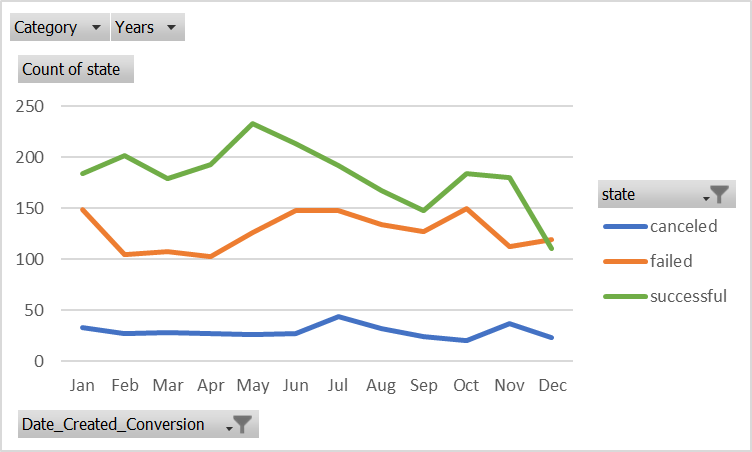 Category Years
Count of state
250
200
150
100
50
0
Jan Feb Mar Apr May Jun Jul Aug Sep Oct Nov Dec
state
canceled
failed
successful
Date_Created_Conversion